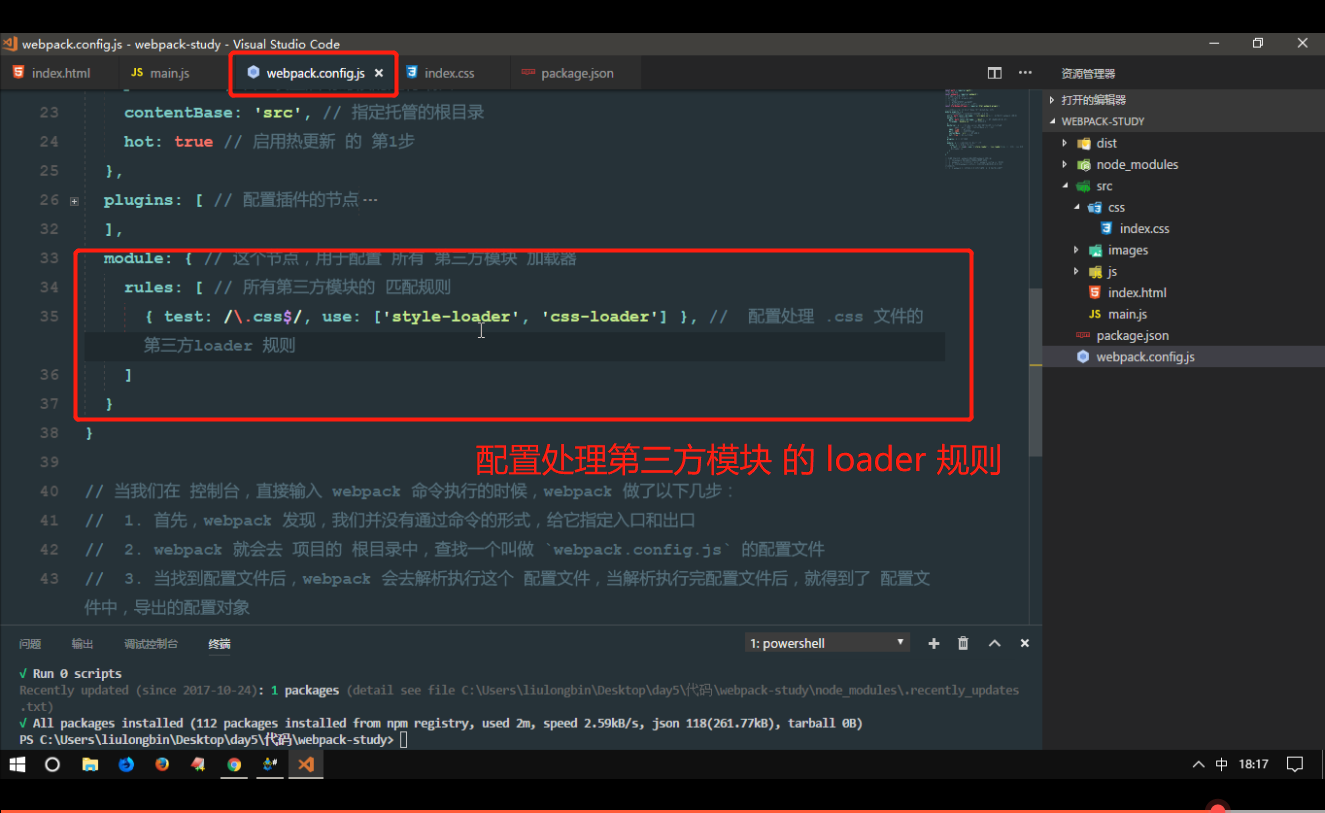 webpack.config.js - webpack-study - Visual Studio Code
index.html
JS main.js
webpack.config.js
index.css
package.json
资源管理器
23 contentBase: 'src', // 指定托管的根目录
24 hot: true // 启用热更新 的 第1步
25 },
26 plugins: [ // 配置插件的节点 ···
32 ],
33 module: { // 这个节点，用于配置 所有 第三方模块 加载器
34 rules: [ // 所有第三方模块的 匹配规则
35 { test: /\.css$/, use: ['style-loader', 'css-loader'] }, //  配置处理 .css 文件的
第三方loader 规则
36 ]
37 }
38 }
39
配置处理第三方模块 的 loader 规则
40 // 当我们在 控制台，直接输入 webpack 命令执行的时候，webpack 做了以下几步：
41 //  1. 首先，webpack 发现，我们并没有通过命令的形式，给它指定入口和出口
42 //  2. webpack 就会去 项目的 根目录中，查找一个叫做 `webpack.config.js` 的配置文件
43 //  3. 当找到配置文件后，webpack 会去解析执行这个 配置文件，当解析执行完配置文件后，就得到了 配置文
件中，导出的配置对象
打开的编辑器
WEBPACK-STUDY
dist
node_modules
src
css
index.css
images
js
index.html
JS main.js
package.json
webpack.config.js
问题 输出 调试控制台 终端
1: powershell
√ Run 0 scripts
Recently updated (since 2017-10-24): 1 packages (detail see file C:\Users\liulongbin\Desktop\day5\代码\webpack-study\node_modules\.recently_updates
.txt)
√ All packages installed (112 packages installed from npm registry, used 2m, speed 2.59kB/s, json 118(261.77kB), tarball 0B)
PS C:\Users\liulongbin\Desktop\day5\代码\webpack-study>
中 18:17